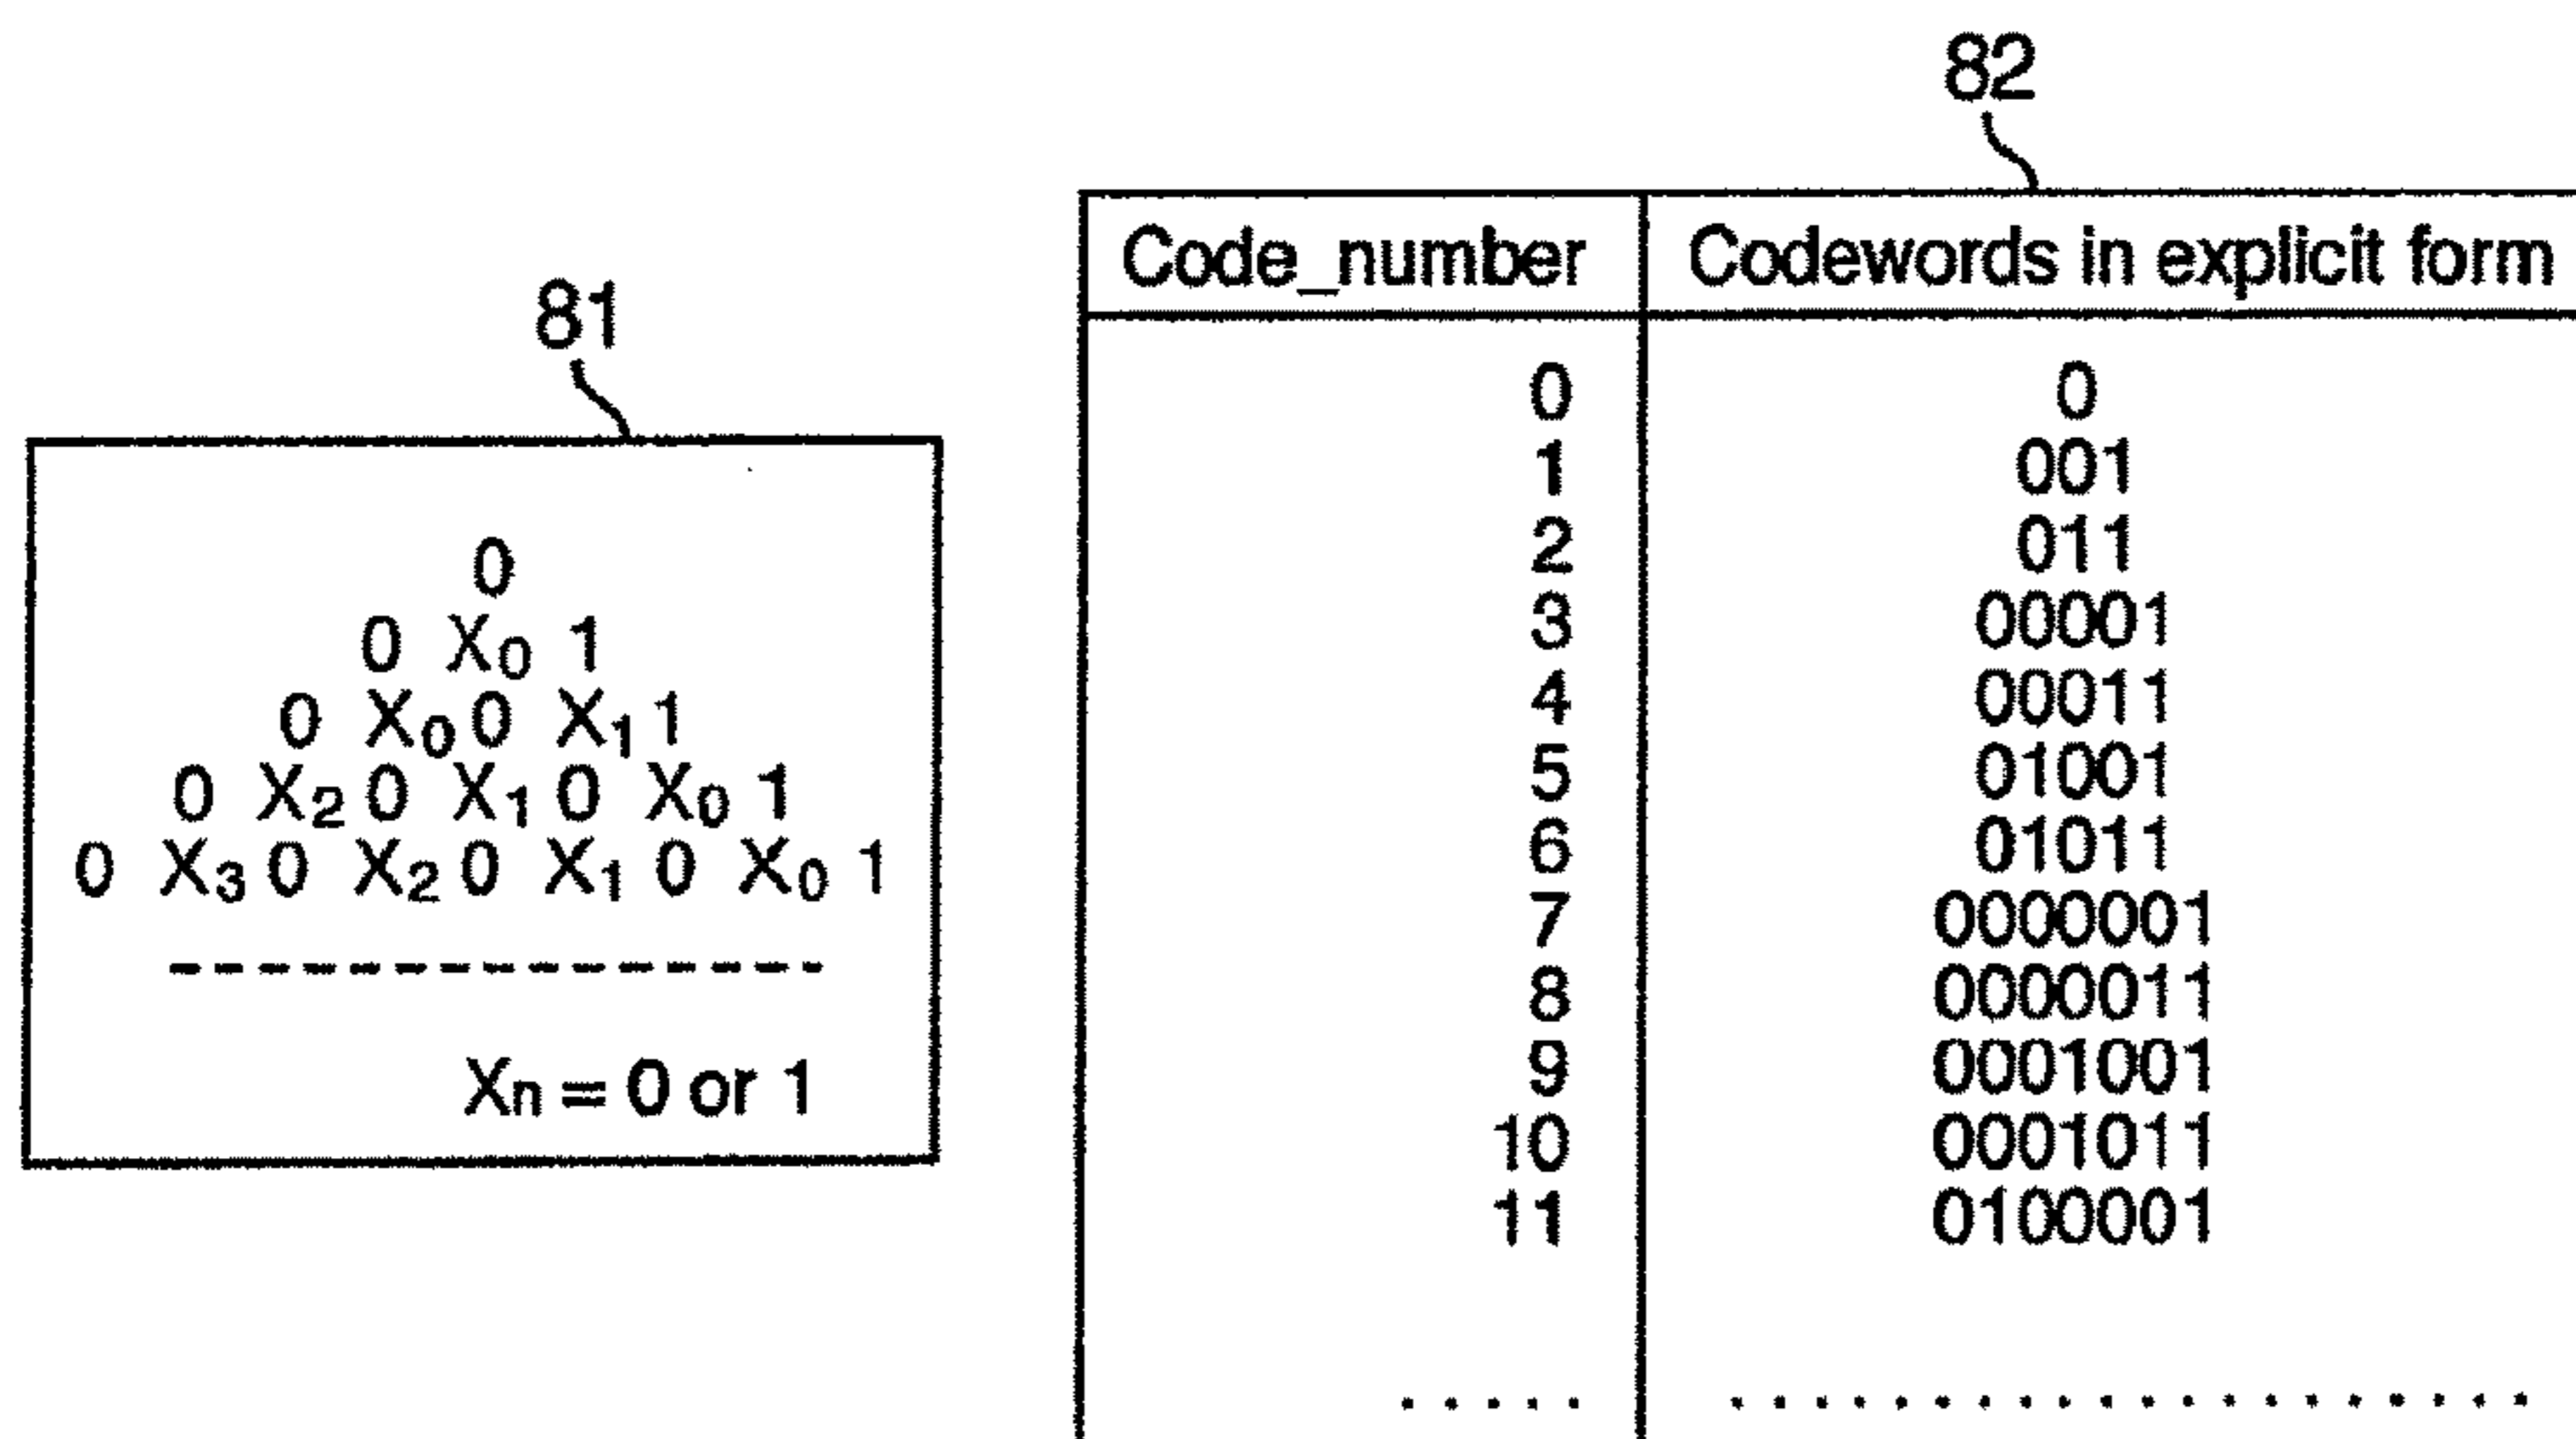 81
0
0 X₀ 1
0 X₀ 0 X₁ 1
0 X₂ 0 X₁ 0 X₀ 1
0 X₃ 0 X₂ 0 X₁ 0 X₀ 1
Xn = 0 or 1
82
Code_number Codewords in explicit form
0 0
1 001
2 011
3 00001
4 00011
5 01001
6 01011
7 0000001
8 0000011
9 0001001
10 0001011
11 0100001